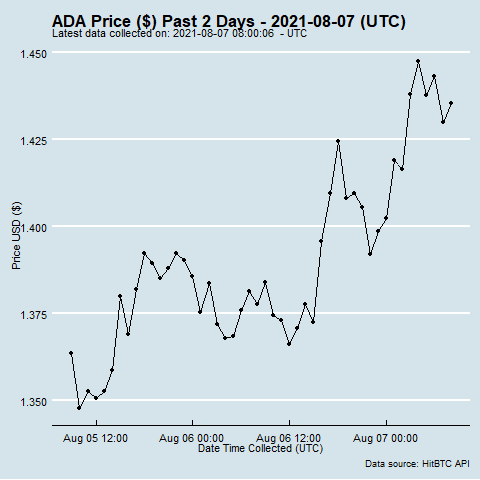 ADA Price ($) Past 2 Days - 2021-08-07 (UTC)
Latest data collected on: 2021-08-07 08:00:06 - UTC
1.450
1.425
1.400
1.375
1.350
Price USD ($)
Aug 05 12:00 Aug 06 00:00 Aug 06 12:00 Aug 07 00:00
Date Time Collected (UTC)
Data source: HitBTC API